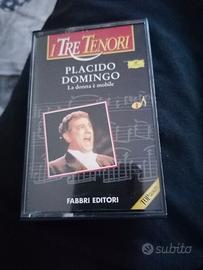 I TRE TENORI
PLACIDO
DOMINGO
La donna è mobile
FABBRI EDITORI
subito